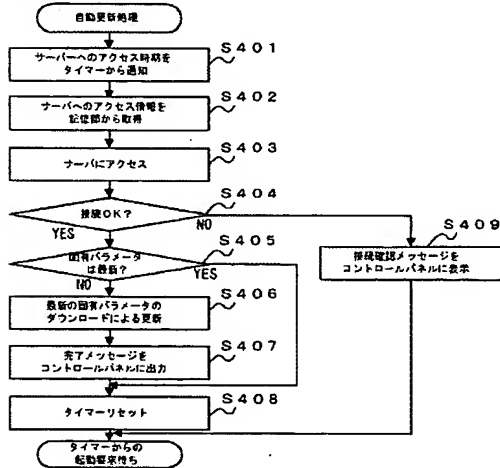 自動更新処理
サーバーへのアクセス時期を
タイマーから通知
S401
サーバへのアクセス情報を
記憶部から取得
S402
サーバにアクセス
S403
接続OK?
S404
YES
NO
固有パラメータ
は最新?
S405
YES
NO
接続確認メッセージを
コントロールパネルに表示
S409
最新の固有パラメータの
ダウンロードによる更新
S406
完了メッセージを
コントロールパネルに出力
S407
タイマーリセット
S408
タイマーからの
起動要求待ち